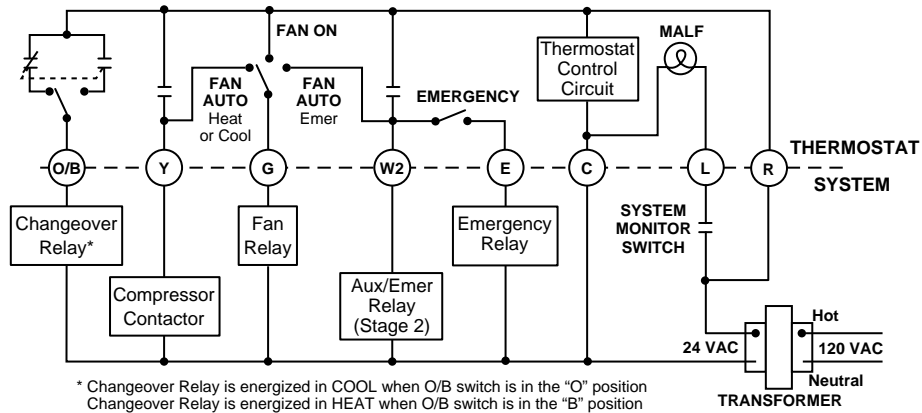 FAN ON
MALF
Thermostat
Control
Circuit
FAN
AUTO
Heat
or Cool
FAN
AUTO
Emer
EMERGENCY
O/B
Y
G
W2
E
C
L
R
THERMOSTAT
SYSTEM
Changeover
Relay*
Fan
Relay
Emergency
Relay
SYSTEM
MONITOR
SWITCH
Compressor
Contactor
Aux/Emer
Relay
(Stage 2)
Hot
24 VAC
120 VAC
Neutral
TRANSFORMER
* Changeover Relay is energized in COOL when O/B switch is in the “O” position
Changeover Relay is energized in HEAT when O/B switch is in the “B” position